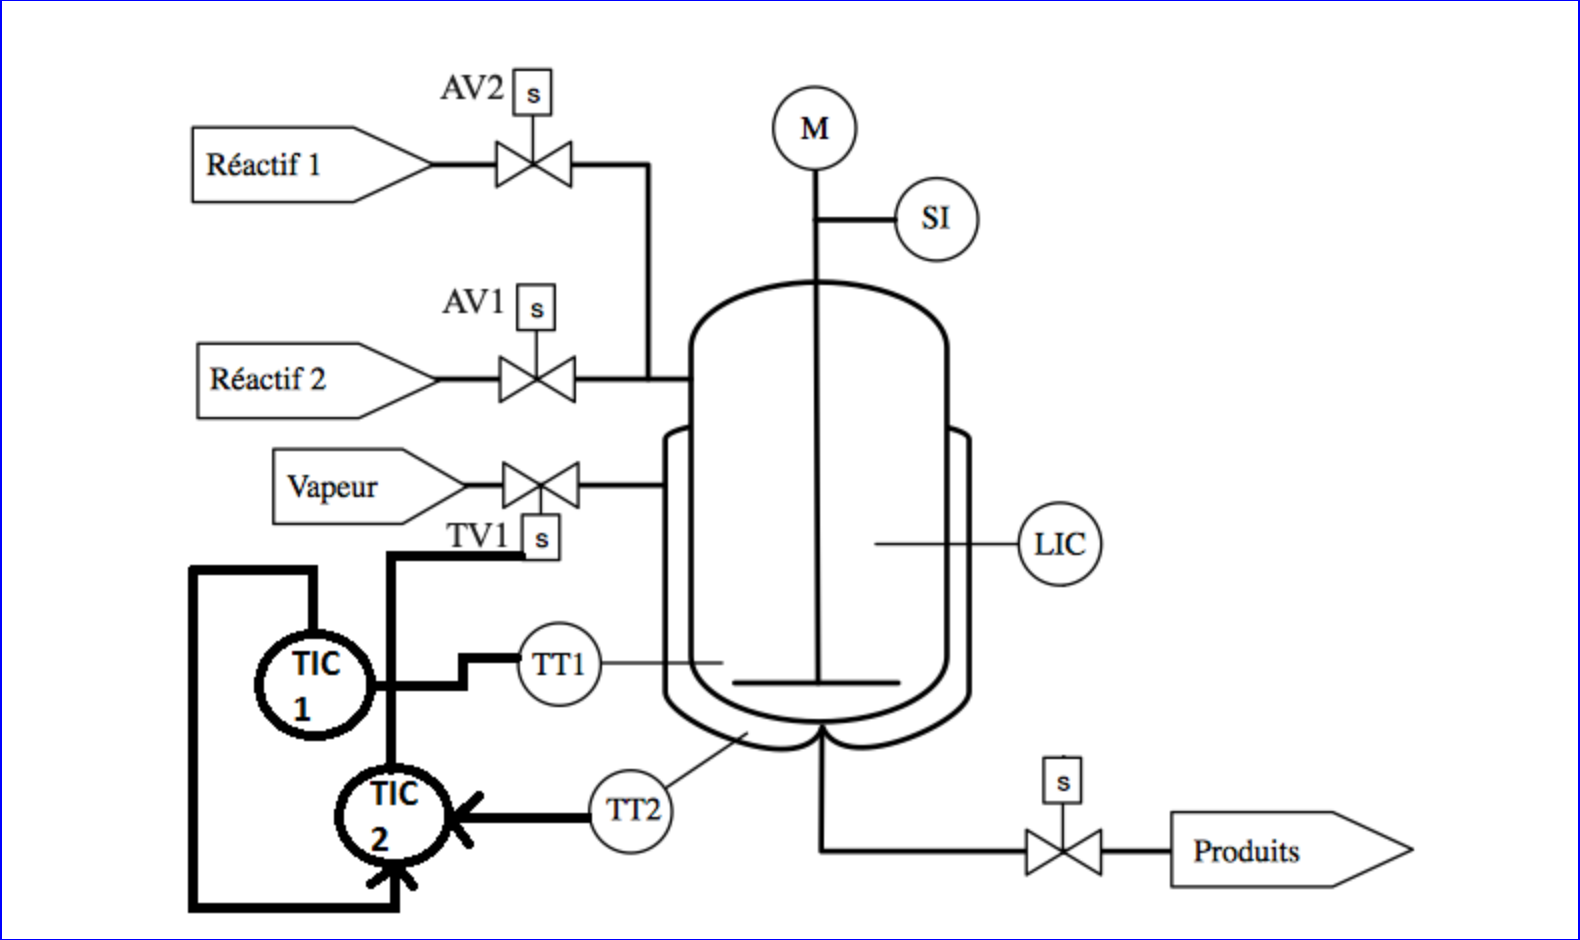 AV2
s
M
Réactif 1
SI
AV1
s
Réactif 2
Vapeur
TV1
s
LIC
TIC
1
TT1
TIC
2
TT2
s
Produits